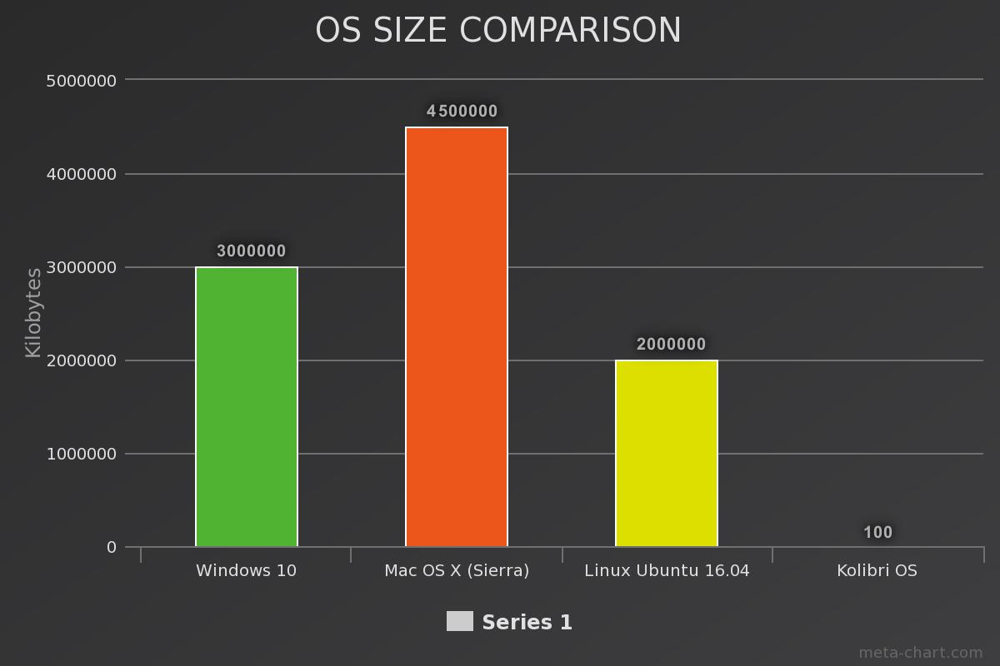 OS SIZE COMPARISON
5000000
4500000
4000000
3000000
3000000
Kilobytes
2000000
2000000
1000000
100
0
Windows 10
Mac OS X (Sierra)
Linux Ubuntu 16.04
Kolibri OS
Series 1
meta-chart.com